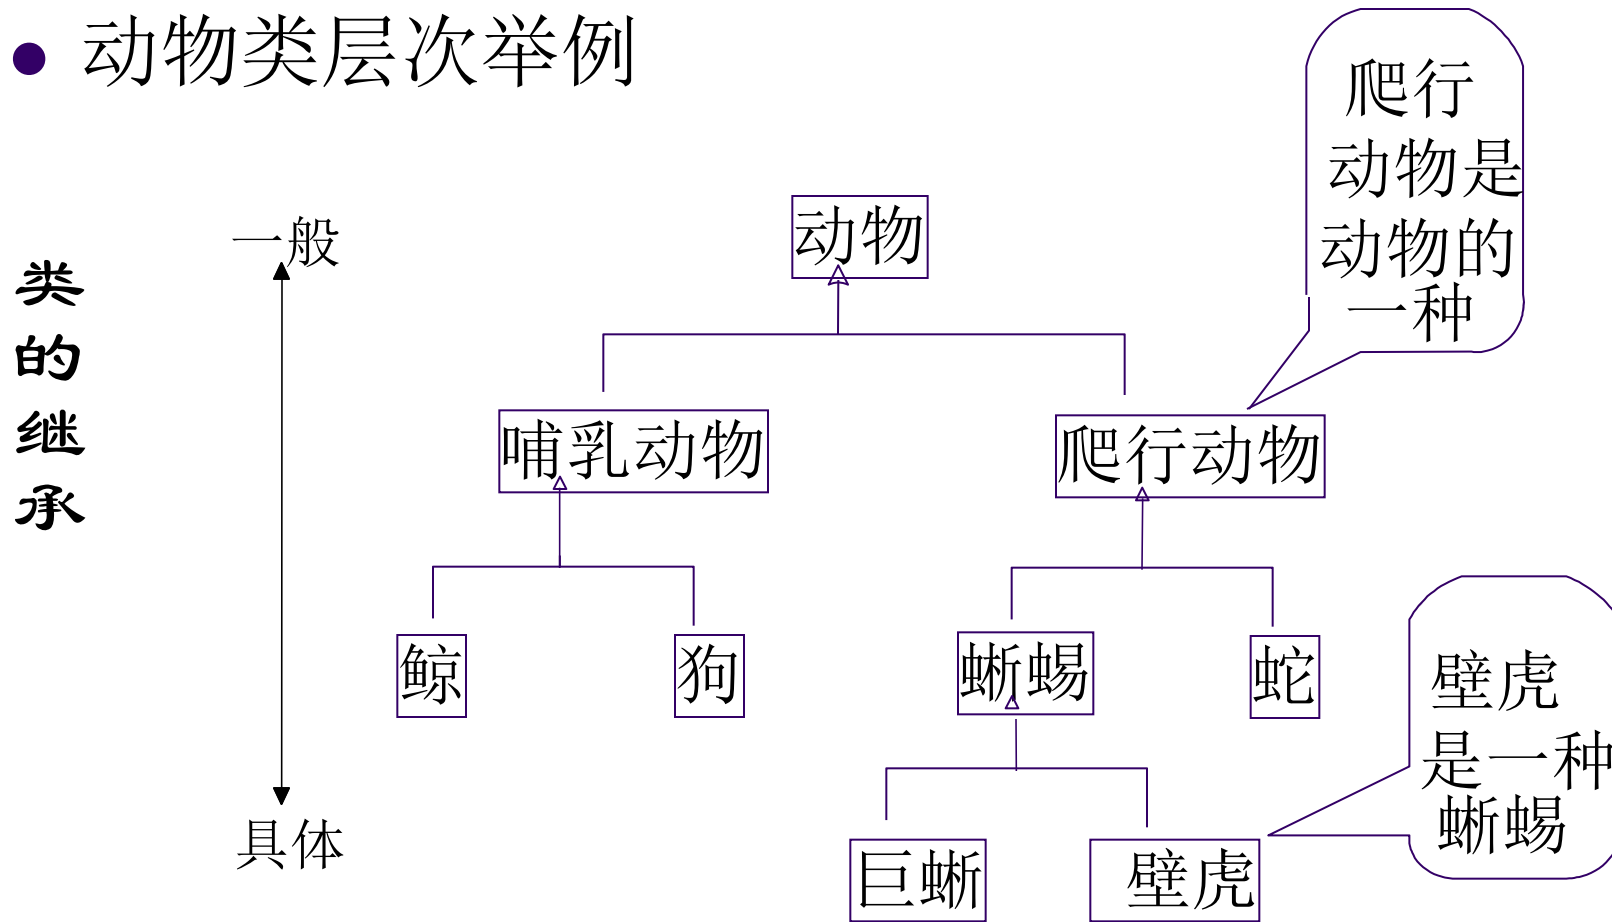 动物类层次举例
爬行
动物是
动物的
一种
类
的
继
承
一般
动物
哺乳动物
爬行动物
鲸
狗
蜥蜴
蛇
壁虎
是一种
蜥蜴
具体
巨蜥
壁虎